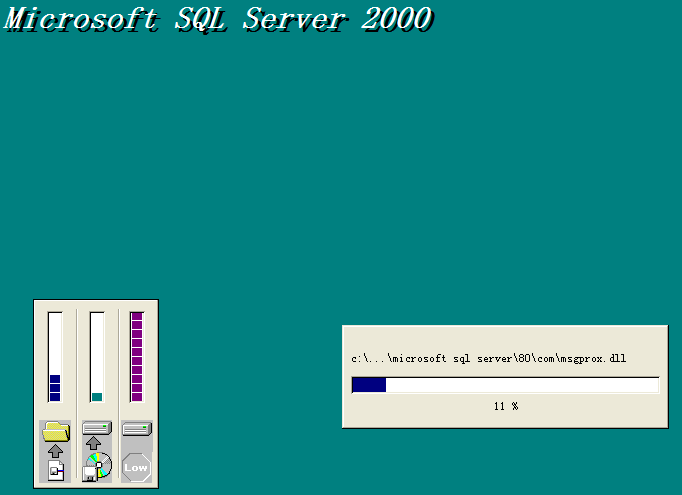 Microsoft SQL Server 2000
c:\...\microsoft sql server\80\com\msgprox.dll
11 %
Low